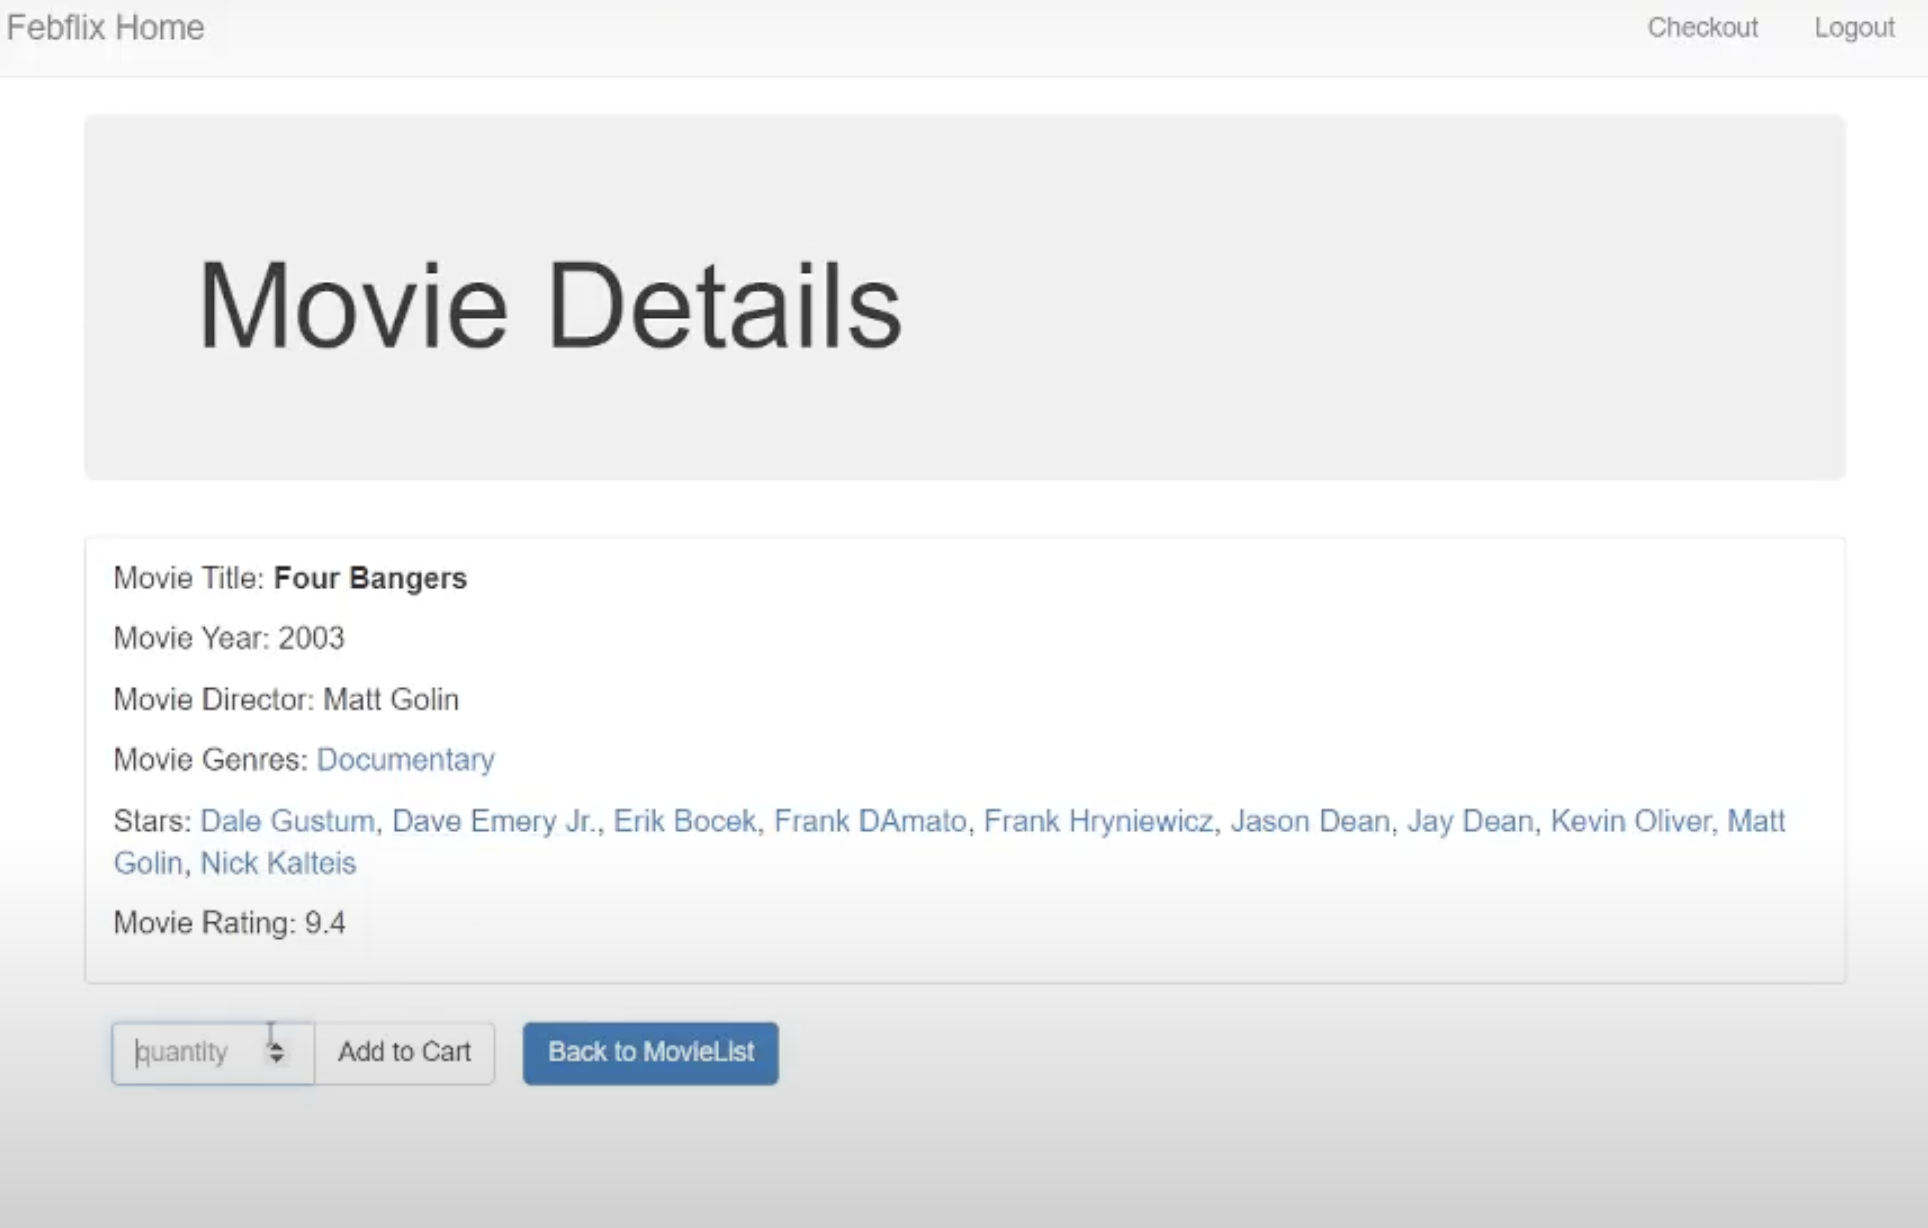 Febflix Home Checkout Logout
Movie Details
Movie Title: Four Bangers
Movie Year: 2003
Movie Director: Matt Golin
Movie Genres: Documentary
Stars: Dale Gustum, Dave Emery Jr., Erik Bocek, Frank DAmato, Frank Hryniewicz, Jason Dean, Jay Dean, Kevin Oliver, Matt
Golin, Nick Kalteis
Movie Rating: 9.4
quantity Add to Cart Back to MovieList